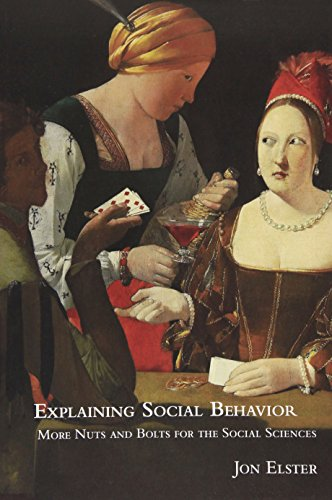 EXPLAINING SOCIAL BEHAVIOR
MORE NUTS AND BOLTS FOR THE SOCIAL SCIENCES
JON ELSTER